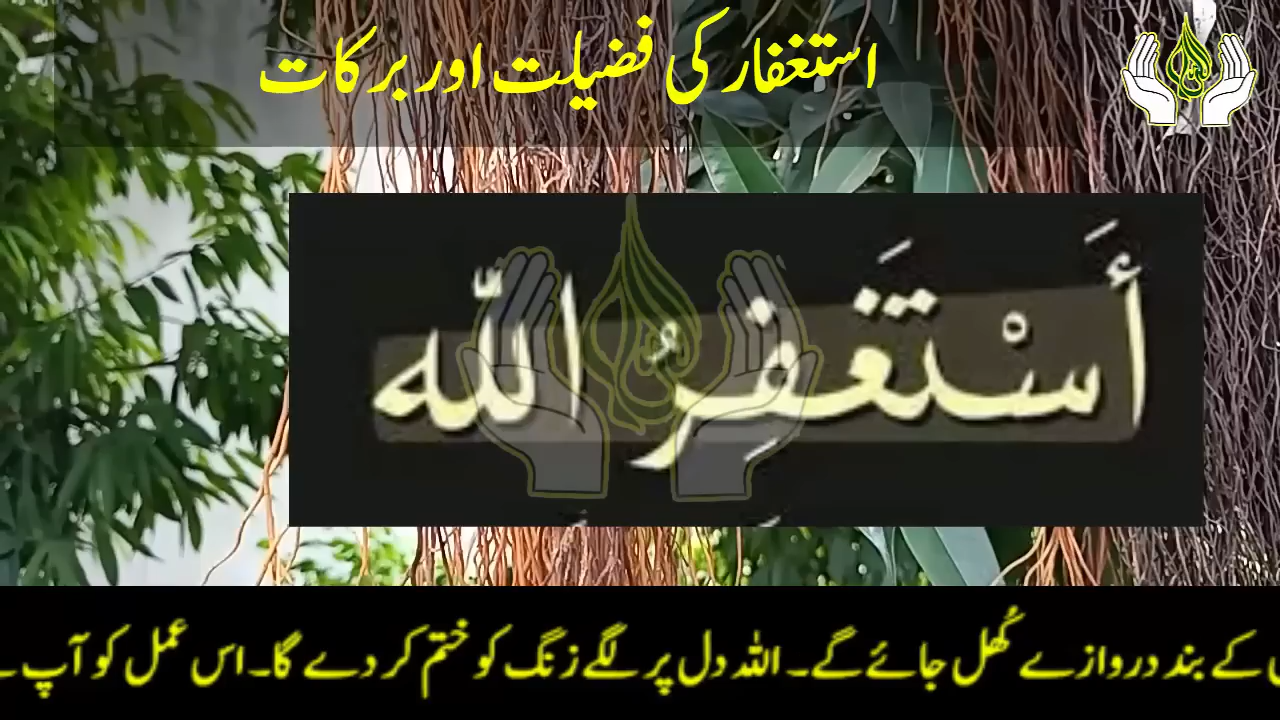 استغفار کی فضیلت اور برکات
أَسْتَغَفِرُ اللّه
کے بند دروازے کُھل جائے گے۔ اللہ دل پر لگے زنگ کو ختم کر دے گا۔ اس عمل کو آپ